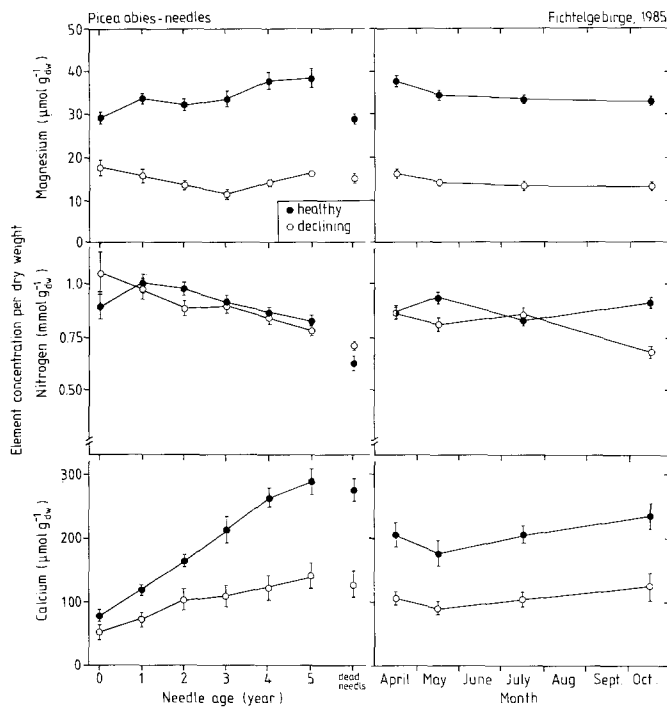 Picea abies-needles
Fichtelgebirge, 1985
Element concentration per dry weight
Magnesium (µmol g⁻¹dw)
50
40
30
20
10
0
healthy
declining
Nitrogen (mmol g⁻¹dw)
1.0
0.75
0.50
Calcium (µmol g⁻¹dw)
300
200
100
0
0 1 2 3 4 5 dead
needls
Needle age (year)
April May June July Aug Sept. Oct.
Month